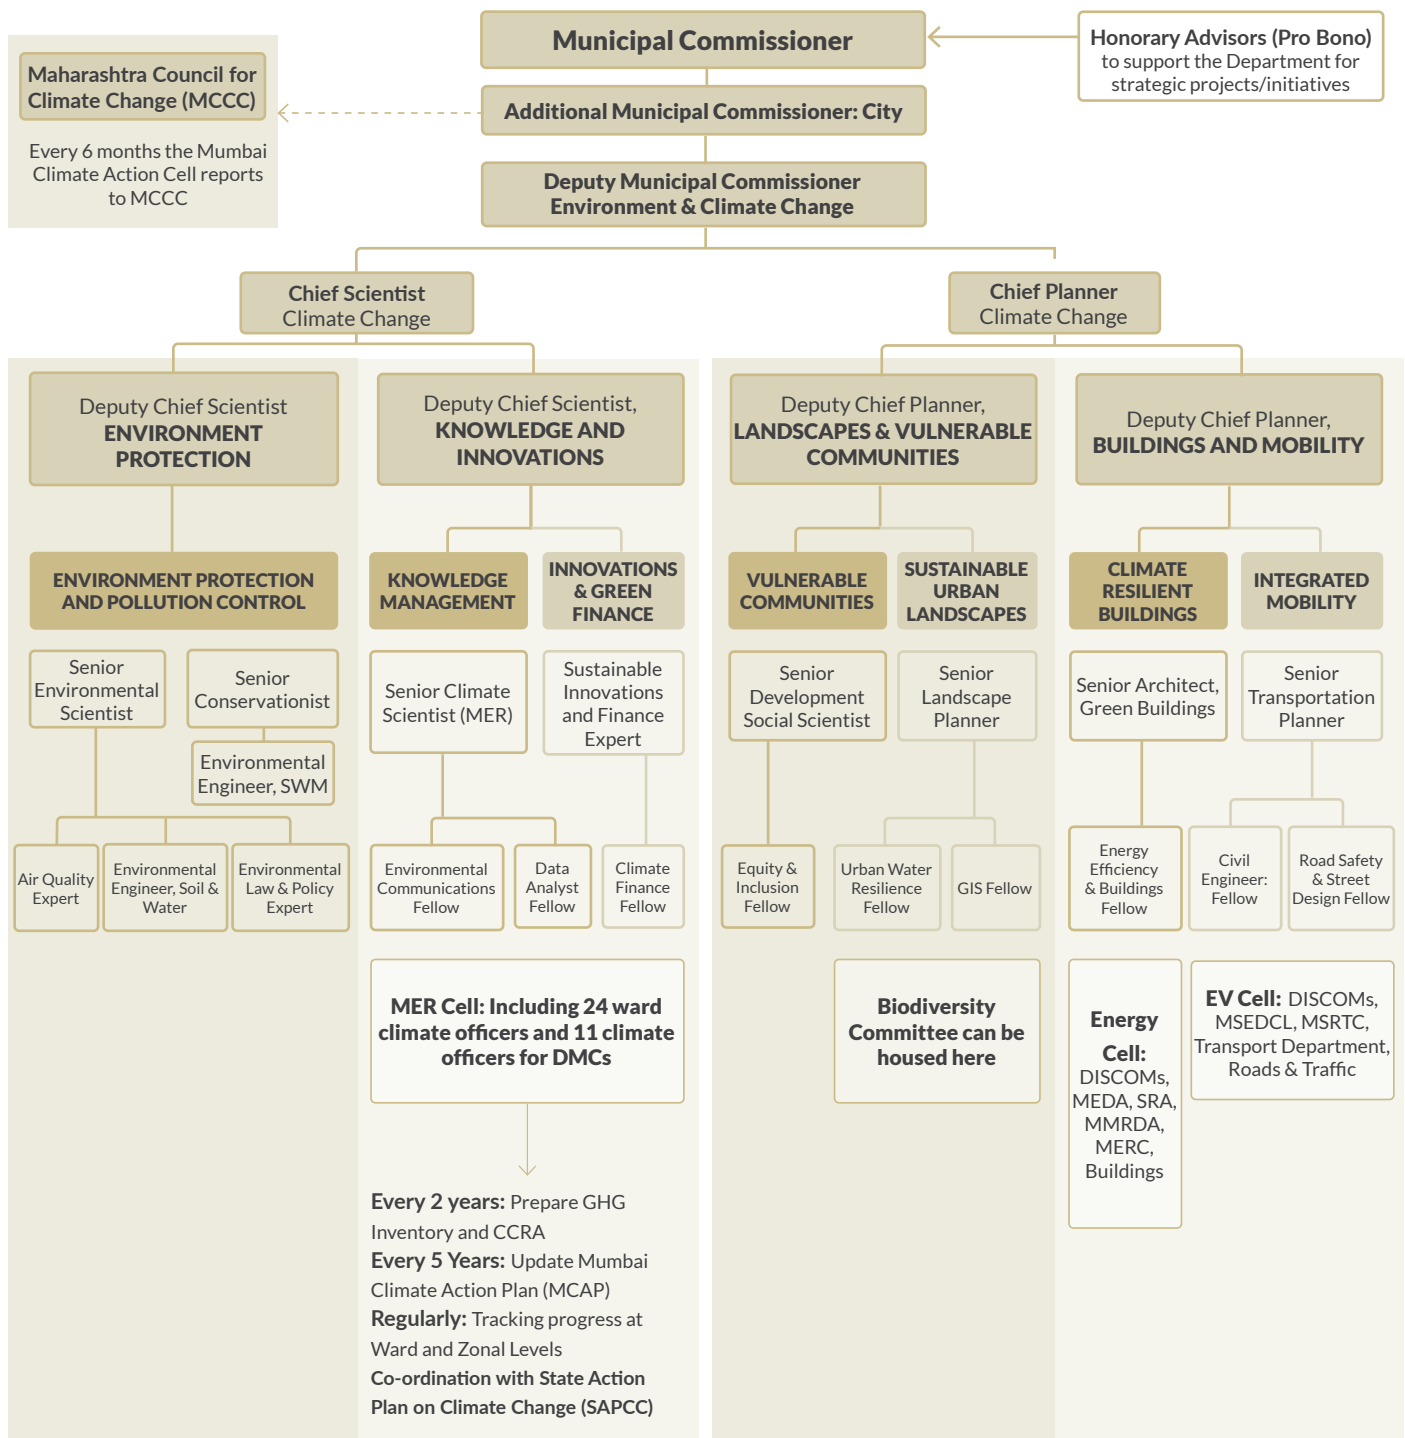 Municipal Commissioner
Honorary Advisors (Pro Bono)
to support the Department for
strategic projects/initiatives
Maharashtra Council for
Climate Change (MCCC)
Every 6 months the Mumbai
Climate Action Cell reports
to MCCC
Additional Municipal Commissioner: City
Deputy Municipal Commissioner
Environment & Climate Change
Chief Scientist
Climate Change
Chief Planner
Climate Change
Deputy Chief Scientist
ENVIRONMENT
PROTECTION
Deputy Chief Scientist,
KNOWLEDGE AND
INNOVATIONS
Deputy Chief Planner,
LANDSCAPES & VULNERABLE
COMMUNITIES
Deputy Chief Planner,
BUILDINGS AND MOBILITY
ENVIRONMENT PROTECTION
AND POLLUTION CONTROL
KNOWLEDGE
MANAGEMENT
INNOVATIONS
& GREEN
FINANCE
VULNERABLE
COMMUNITIES
SUSTAINABLE
URBAN
LANDSCAPES
CLIMATE
RESILIENT
BUILDINGS
INTEGRATED
MOBILITY
Senior
Environmental
Scientist
Senior
Conservationist
Environmental
Engineer, SWM
Senior Climate
Scientist (MER)
Sustainable
Innovations
and Finance
Expert
Senior
Development
Social Scientist
Senior
Landscape
Planner
Senior Architect,
Green Buildings
Senior
Transportation
Planner
Air Quality
Expert
Environmental
Engineer, Soil &
Water
Environmental
Law & Policy
Expert
Environmental
Communications
Fellow
Data
Analyst
Fellow
Climate
Finance
Fellow
Equity &
Inclusion
Fellow
Urban Water
Resilience
Fellow
GIS Fellow
Energy
Efficiency
& Buildings
Fellow
Civil
Engineer:
Fellow
Road Safety
& Street
Design Fellow
MER Cell: Including 24 ward
climate officers and 11 climate
officers for DMCs
Biodiversity
Committee can be
housed here
Energy
Cell:
DISCOMs,
MEDA, SRA,
MMRDA,
MERC,
Buildings
EV Cell: DISCOMs,
MSEDCL, MSRTC,
Transport Department,
Roads & Traffic
Every 2 years: Prepare GHG
Inventory and CCRA
Every 5 Years: Update Mumbai
Climate Action Plan (MCAP)
Regularly: Tracking progress at
Ward and Zonal Levels
Co-ordination with State Action
Plan on Climate Change (SAPCC)